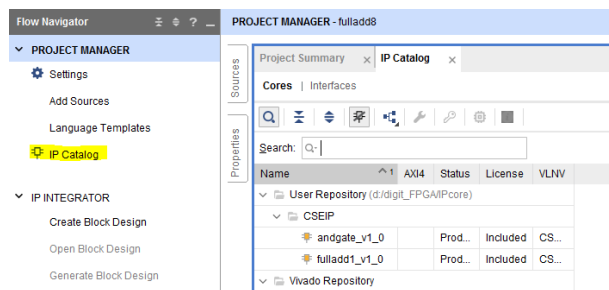 Flow Navigator ? _
PROJECT MANAGER - fulladd8
PROJECT MANAGER
Settings
Add Sources
Language Templates
IP Catalog
IP INTEGRATOR
Create Block Design
Open Block Design
Generate Block Design
Sources
Properties
Project Summary × IP Catalog ×
Cores | Interfaces
Search: Q-
Name ^ 1 AXI4 Status License VLNV
User Repository (d:/digit_FPGA/IPcore)
CSEIP
andgate_v1_0 Prod... Included CS...
fulladd1_v1_0 Prod... Included CS...
Vivado Repository